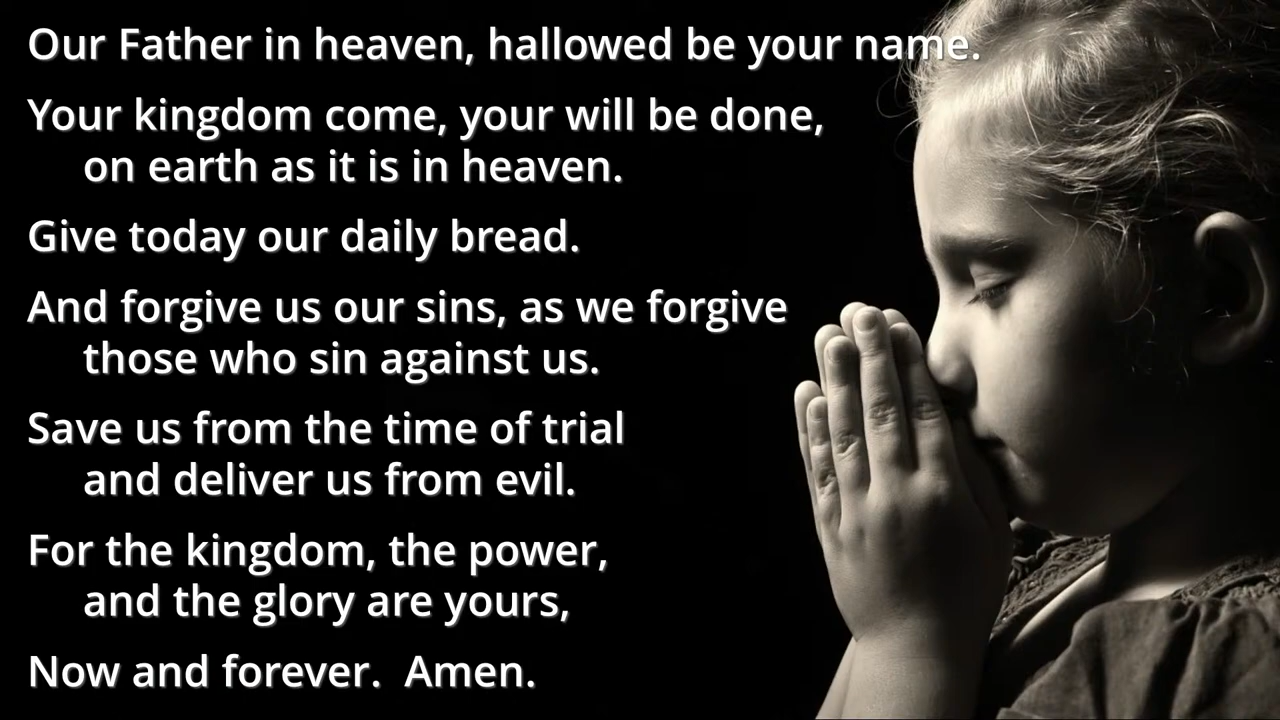 Our Father in heaven, hallowed be your name.
Your kingdom come, your will be done,
on earth as it is in heaven.
Give today our daily bread.
And forgive us our sins, as we forgive
those who sin against us.
Save us from the time of trial
and deliver us from evil.
For the kingdom, the power,
and the glory are yours,
Now and forever.  Amen.